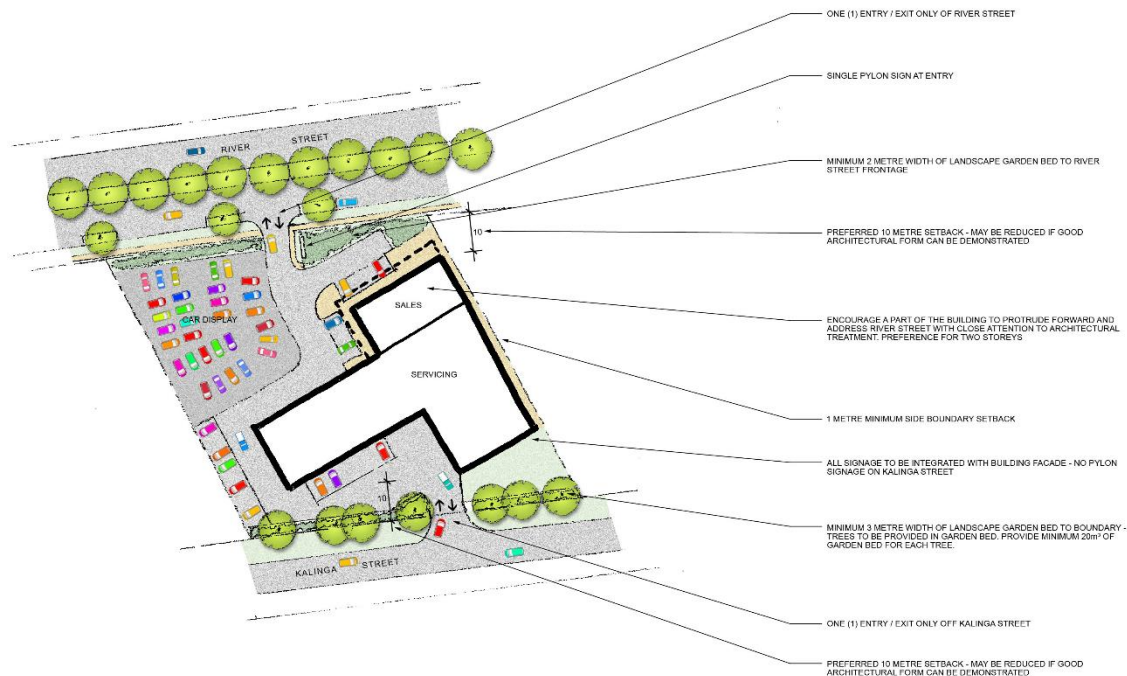 ONE (1) ENTRY / EXIT ONLY OF RIVER STREET
SINGLE PYLON SIGN AT ENTRY
RIVER STREET
MINIMUM 2 METRE WIDTH OF LANDSCAPE GARDEN BED TO RIVER
STREET FRONTAGE
10
PREFERRED 10 METRE SETBACK - MAY BE REDUCED IF GOOD
ARCHITECTURAL FORM CAN BE DEMONSTRATED
SALES
CAR DISPLAY
ENCOURAGE A PART OF THE BUILDING TO PROTRUDE FORWARD AND
ADDRESS RIVER STREET WITH CLOSE ATTENTION TO ARCHITECTURAL
TREATMENT. PREFERENCE FOR TWO STOREYS
SERVICING
1 METRE MINIMUM SIDE BOUNDARY SETBACK
ALL SIGNAGE TO BE INTEGRATED WITH BUILDING FACADE - NO PYLON
SIGNAGE ON KALINGA STREET
10
MINIMUM 3 METRE WIDTH OF LANDSCAPE GARDEN BED TO BOUNDARY -
TREES TO BE PROVIDED IN GARDEN BED. PROVIDE MINIMUM 20m² OF
GARDEN BED FOR EACH TREE.
KALINGA STREET
ONE (1) ENTRY / EXIT ONLY OFF KALINGA STREET
PREFERRED 10 METRE SETBACK - MAY BE REDUCED IF GOOD
ARCHITECTURAL FORM CAN BE DEMONSTRATED